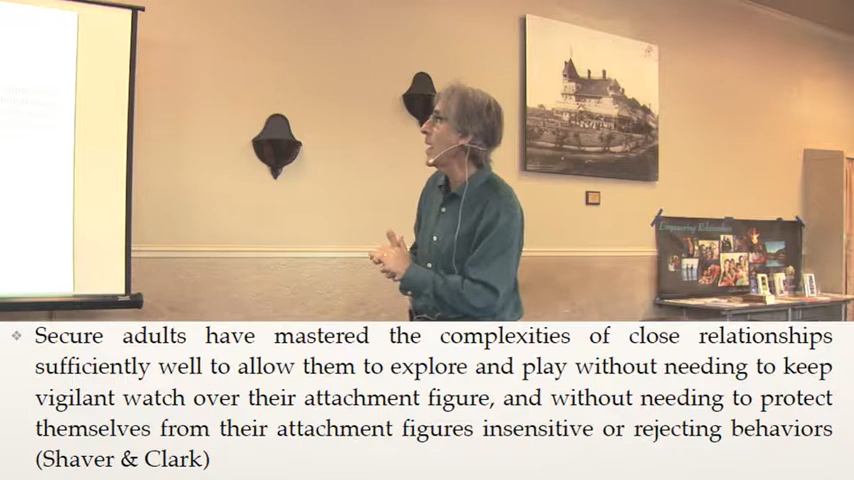 Empowering Relationships
❖ Secure adults have mastered the complexities of close relationships
sufficiently well to allow them to explore and play without needing to keep
vigilant watch over their attachment figure, and without needing to protect
themselves from their attachment figures insensitive or rejecting behaviors
(Shaver & Clark)